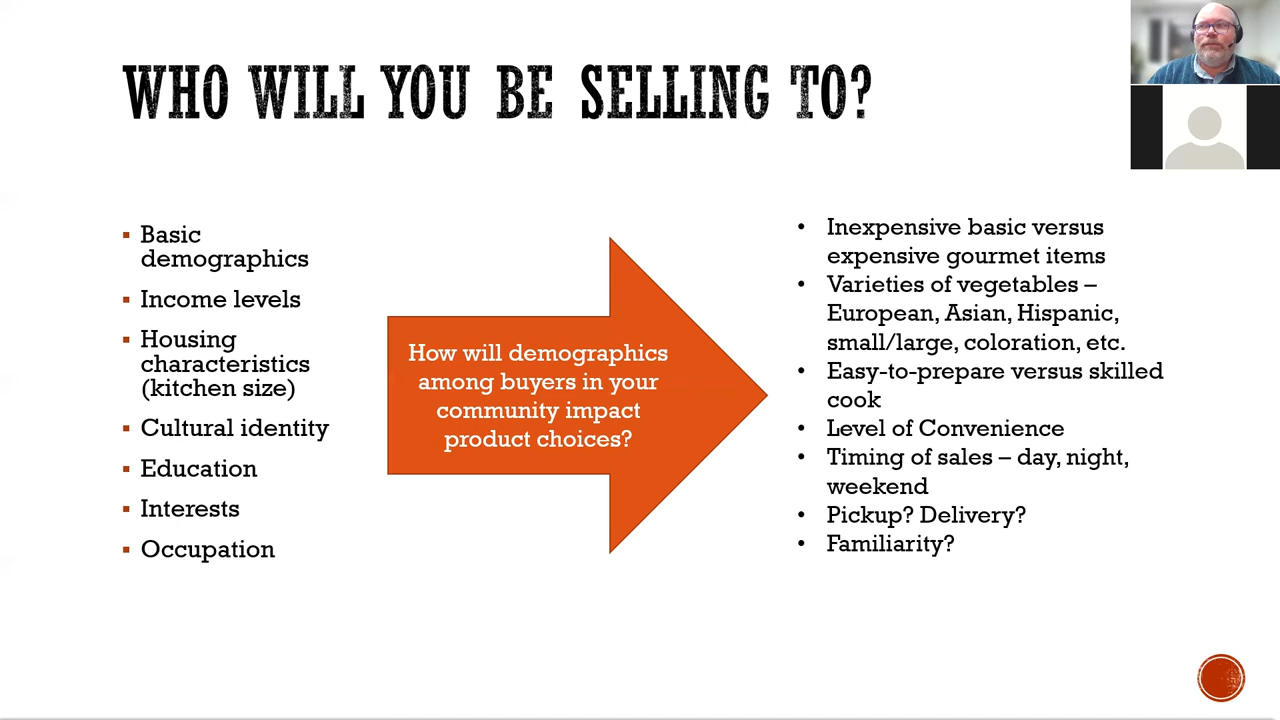 WHO WILL YOU BE SELLING TO?
▪ Basic
demographics
▪ Income levels
▪ Housing
characteristics
(kitchen size)
▪ Cultural identity
▪ Education
▪ Interests
▪ Occupation
How will demographics
among buyers in your
community impact
product choices?
• Inexpensive basic versus
expensive gourmet items
• Varieties of vegetables –
European, Asian, Hispanic,
small/large, coloration, etc.
• Easy-to-prepare versus skilled
cook
• Level of Convenience
• Timing of sales – day, night,
weekend
• Pickup? Delivery?
• Familiarity?